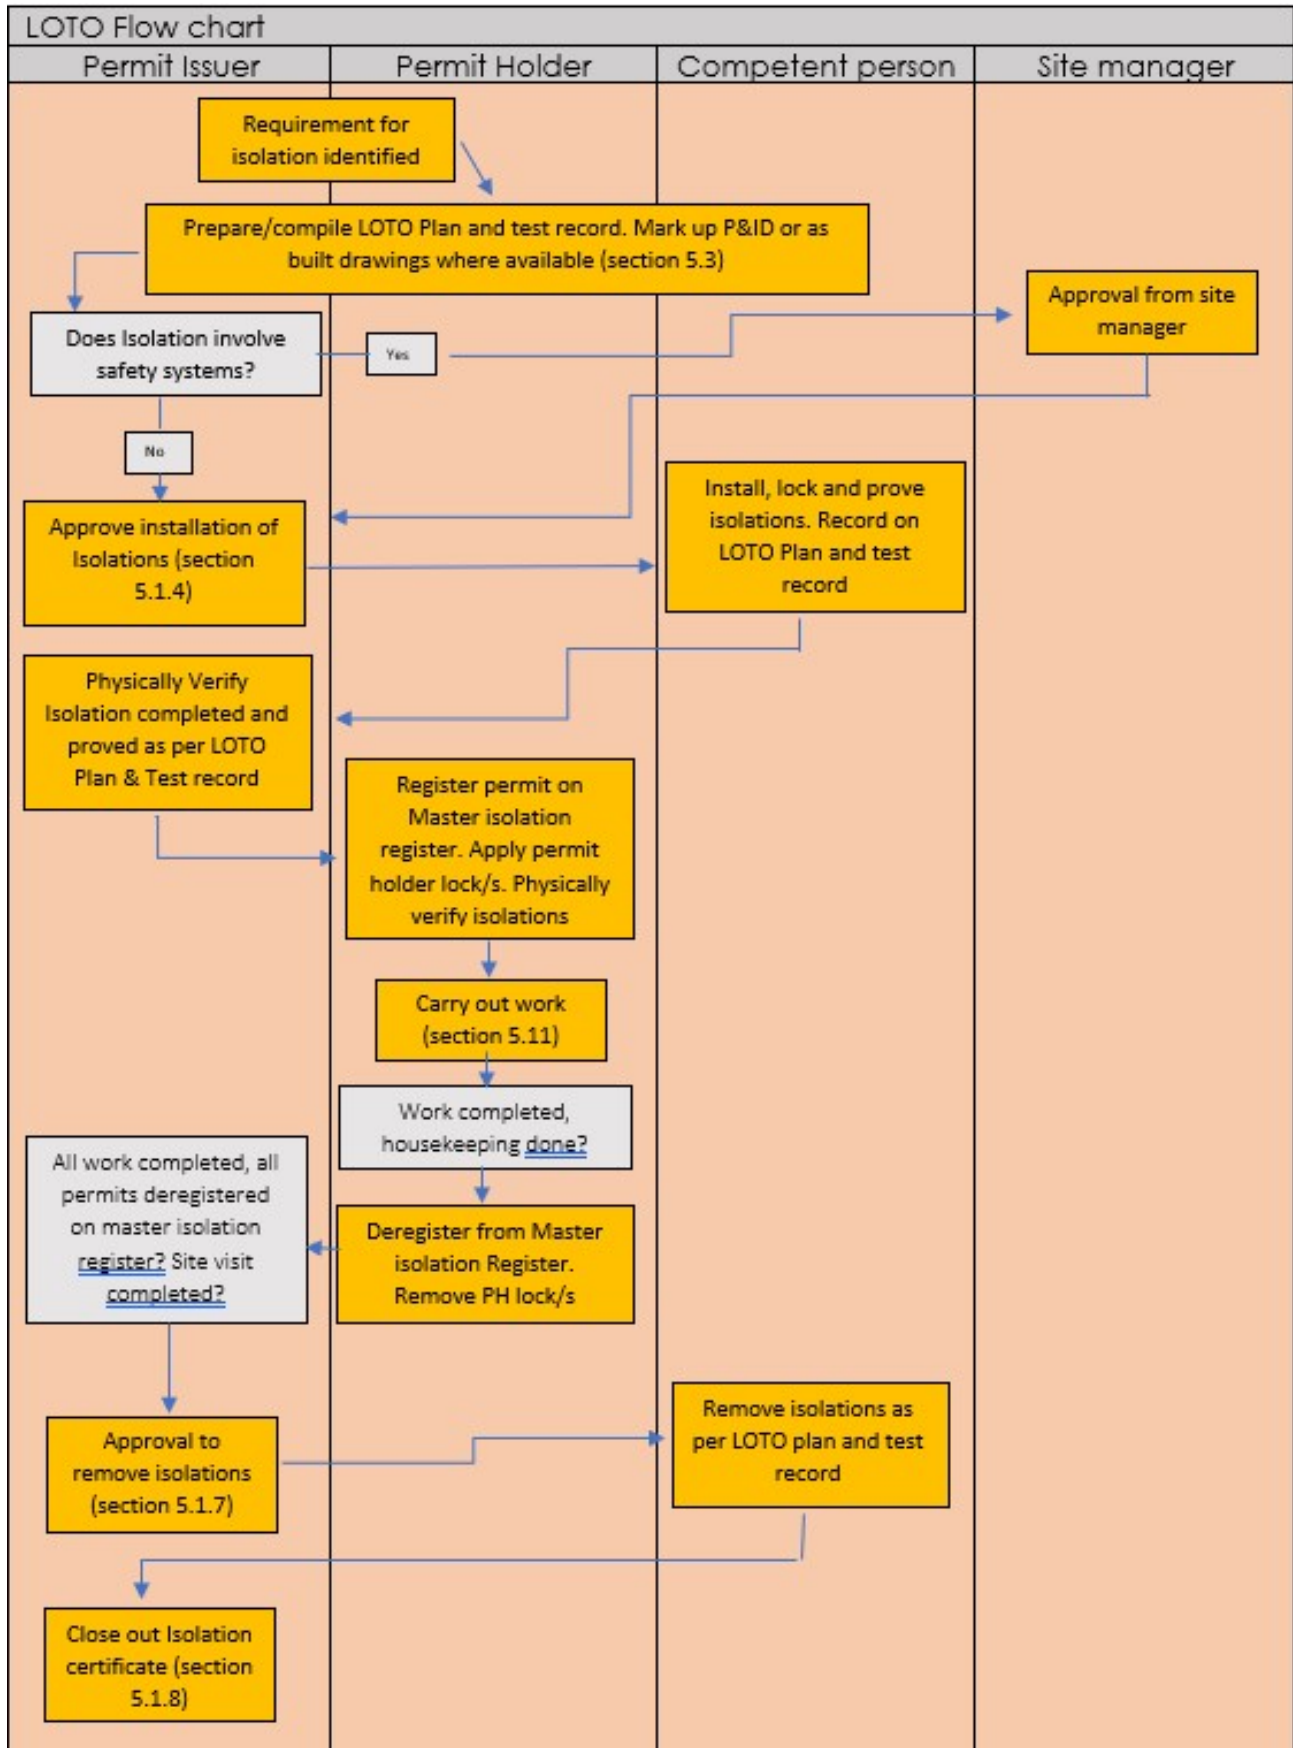 LOTO Flow chart
Permit Issuer
Permit Holder
Competent person
Site manager
Requirement for
isolation identified
Prepare/compile LOTO Plan and test record. Mark up P&ID or as
built drawings where available (section 5.3)
Approval from site
manager
Does Isolation involve
safety systems?
Yes
No
Approve installation of
Isolations (section
5.1.4)
Install, lock and prove
isolations. Record on
LOTO Plan and test
record
Physically Verify
Isolation completed and
proved as per LOTO
Plan & Test record
Register permit on
Master isolation
register. Apply permit
holder lock/s. Physically
verify isolations
Carry out work
(section 5.11)
Work completed,
housekeeping done?
Deregister from Master
isolation Register.
Remove PH lock/s
All work completed, all
permits deregistered
on master isolation
register? Site visit
completed?
Approval to
remove isolations
(section 5.1.7)
Remove isolations as
per LOTO plan and test
record
Close out Isolation
certificate (section
5.1.8)